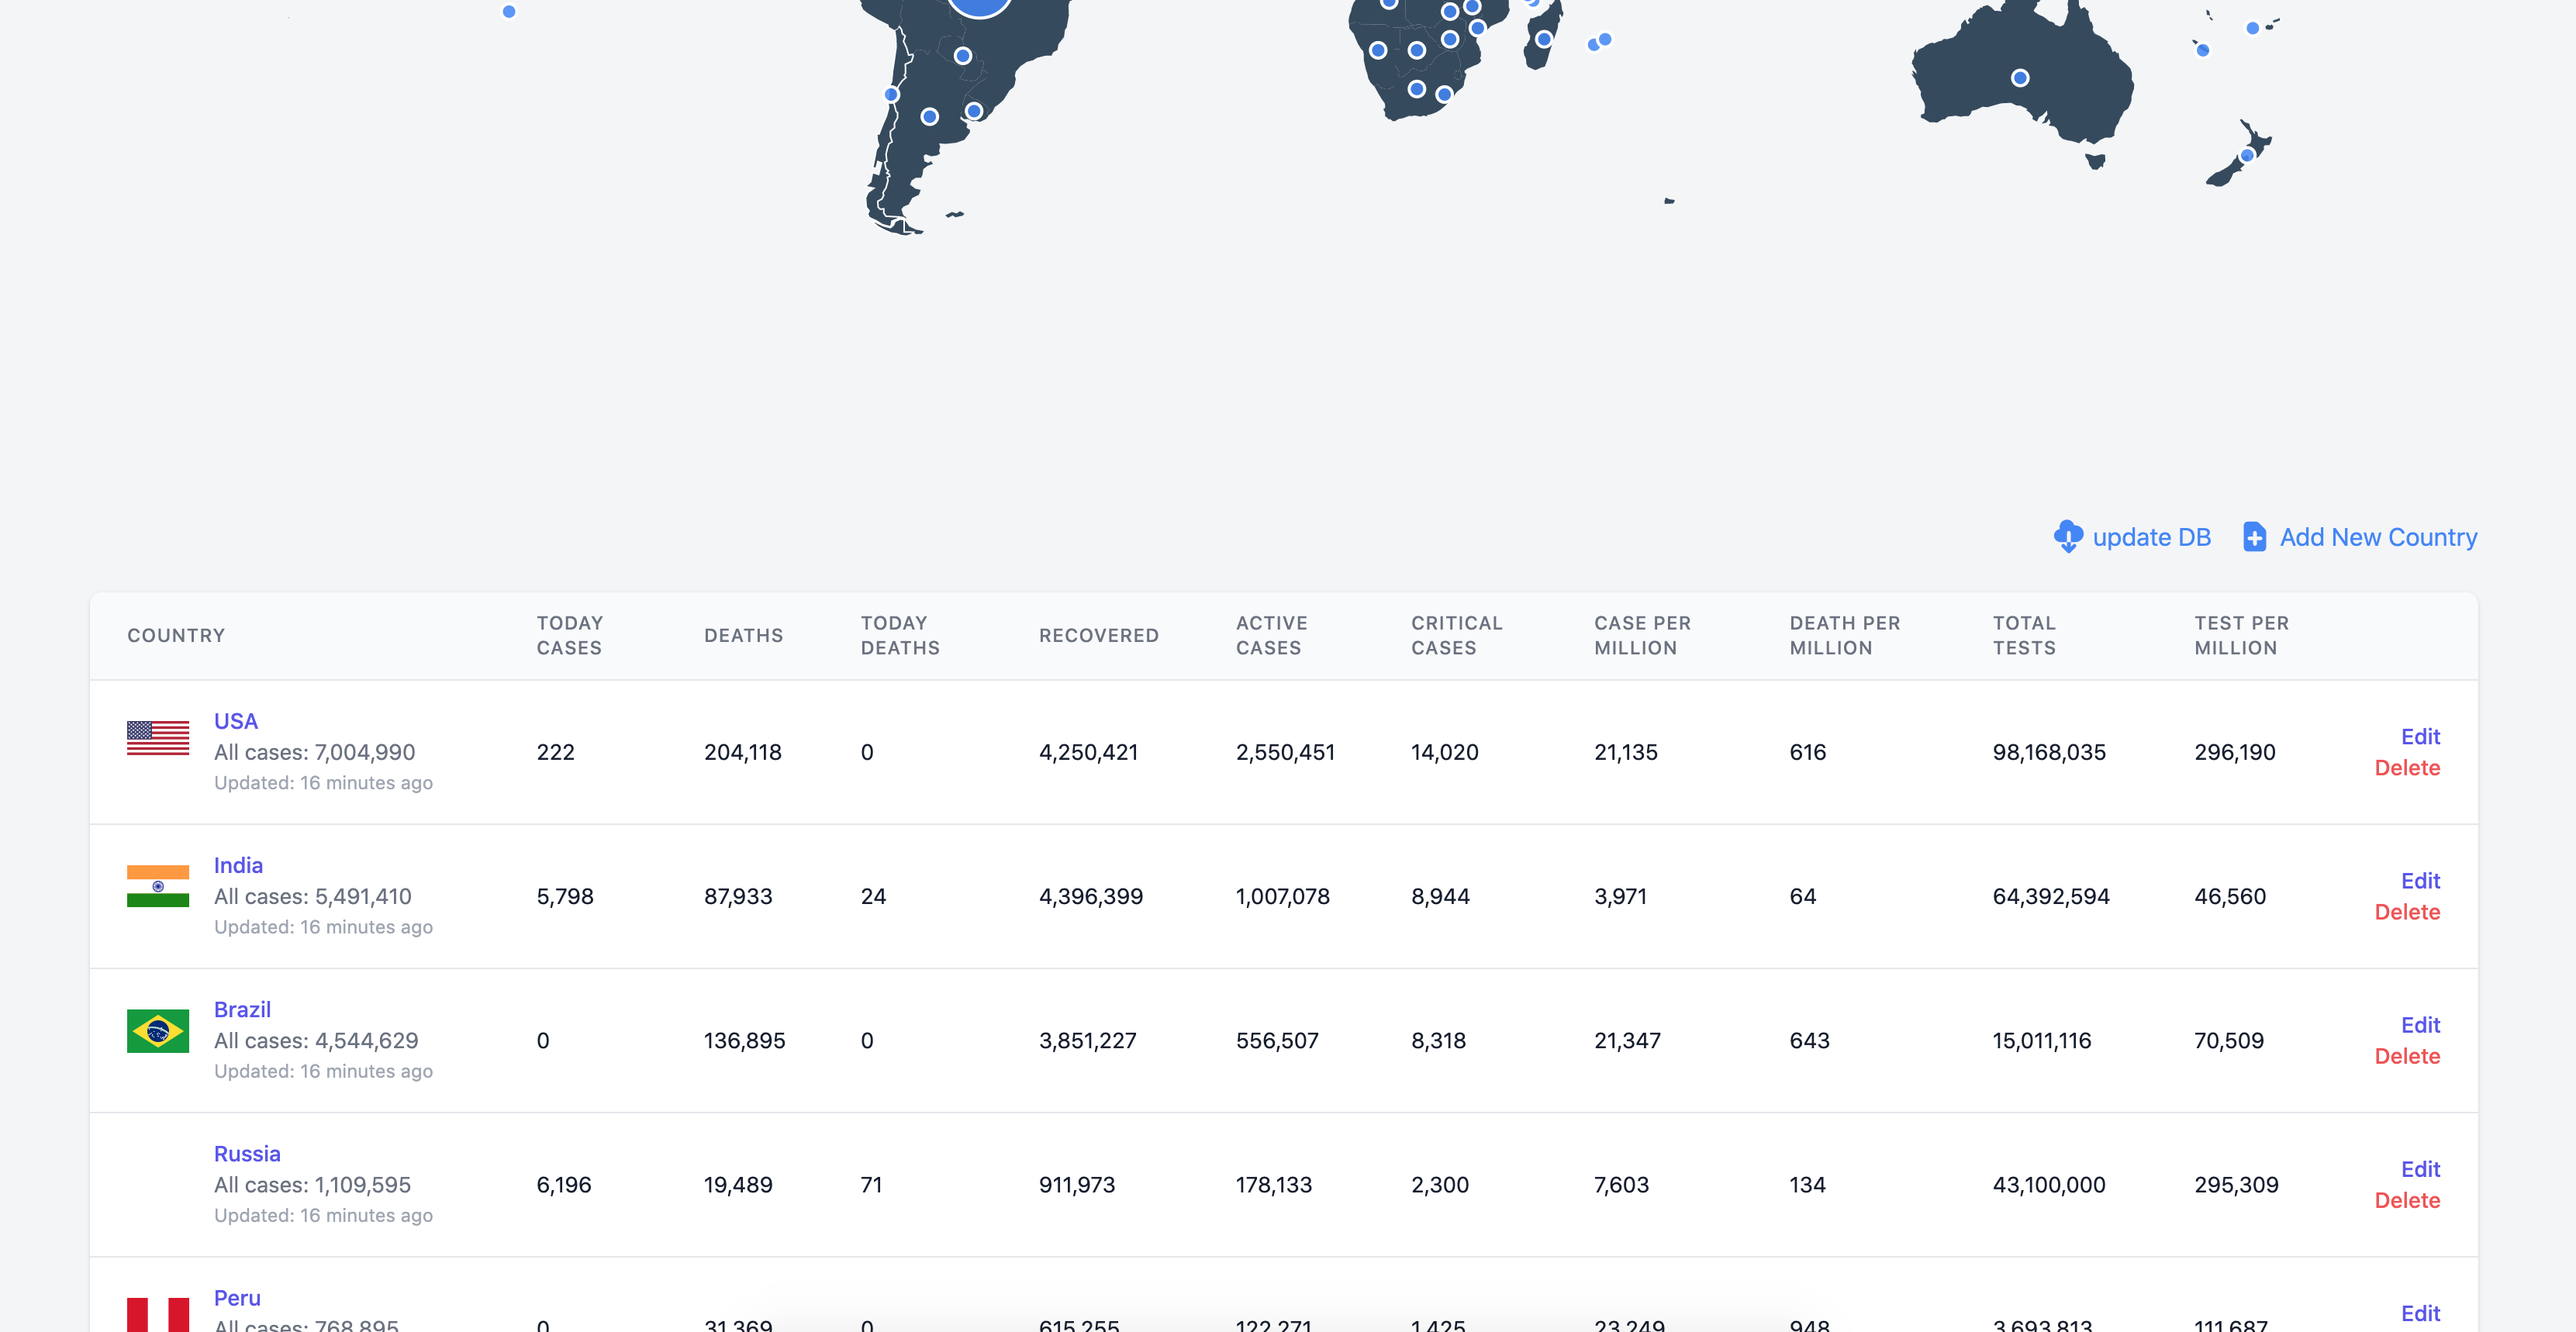 update DB Add New Country
COUNTRY TODAY CASES DEATHS TODAY DEATHS RECOVERED ACTIVE CASES CRITICAL CASES CASE PER MILLION DEATH PER MILLION TOTAL TESTS TEST PER MILLION
USA
All cases: 7,004,990
Updated: 16 minutes ago
222 204,118 0 4,250,421 2,550,451 14,020 21,135 616 98,168,035 296,190
Edit
Delete
India
All cases: 5,491,410
Updated: 16 minutes ago
5,798 87,933 24 4,396,399 1,007,078 8,944 3,971 64 64,392,594 46,560
Edit
Delete
Brazil
All cases: 4,544,629
Updated: 16 minutes ago
0 136,895 0 3,851,227 556,507 8,318 21,347 643 15,011,116 70,509
Edit
Delete
Russia
All cases: 1,109,595
Updated: 16 minutes ago
6,196 19,489 71 911,973 178,133 2,300 7,603 134 43,100,000 295,309
Edit
Delete
Peru
All cases: 768,895
0 31,369 0 615,255 122,271 1,425 23,249 948 3,693,813 111,687
Edit